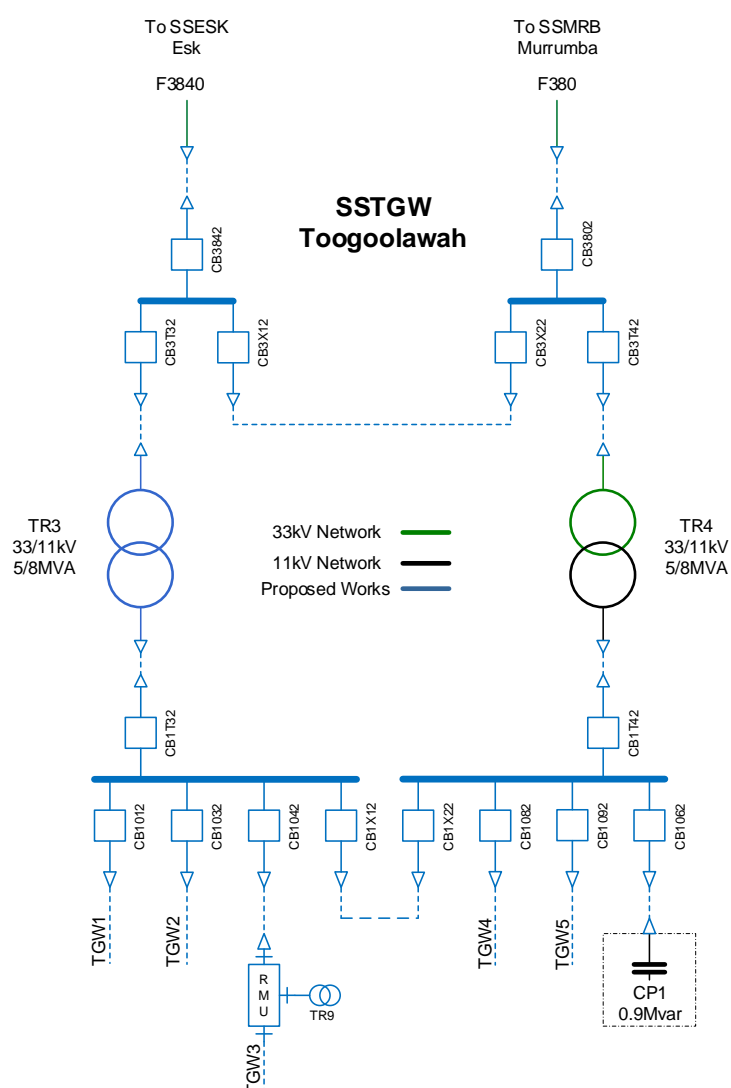 To SSESK
Esk
F3840
To SSMRB
Murrumba
F380
SSTGW
Toogoolawah
CB3842
CB3802
CB3T32
CB3X12
CB3X22
CB3T42
TR3
33/11kV
5/8MVA
33kV Network
11kV Network
Proposed Works
TR4
33/11kV
5/8MVA
CB1T32
CB1T42
CB1012
CB1032
CB1042
CB1X12
CB1X22
CB1082
CB1092
CB1062
TGW1
TGW2
TGW4
TGW5
R
M
U
TR9
TGW3
CP1
0.9Mvar